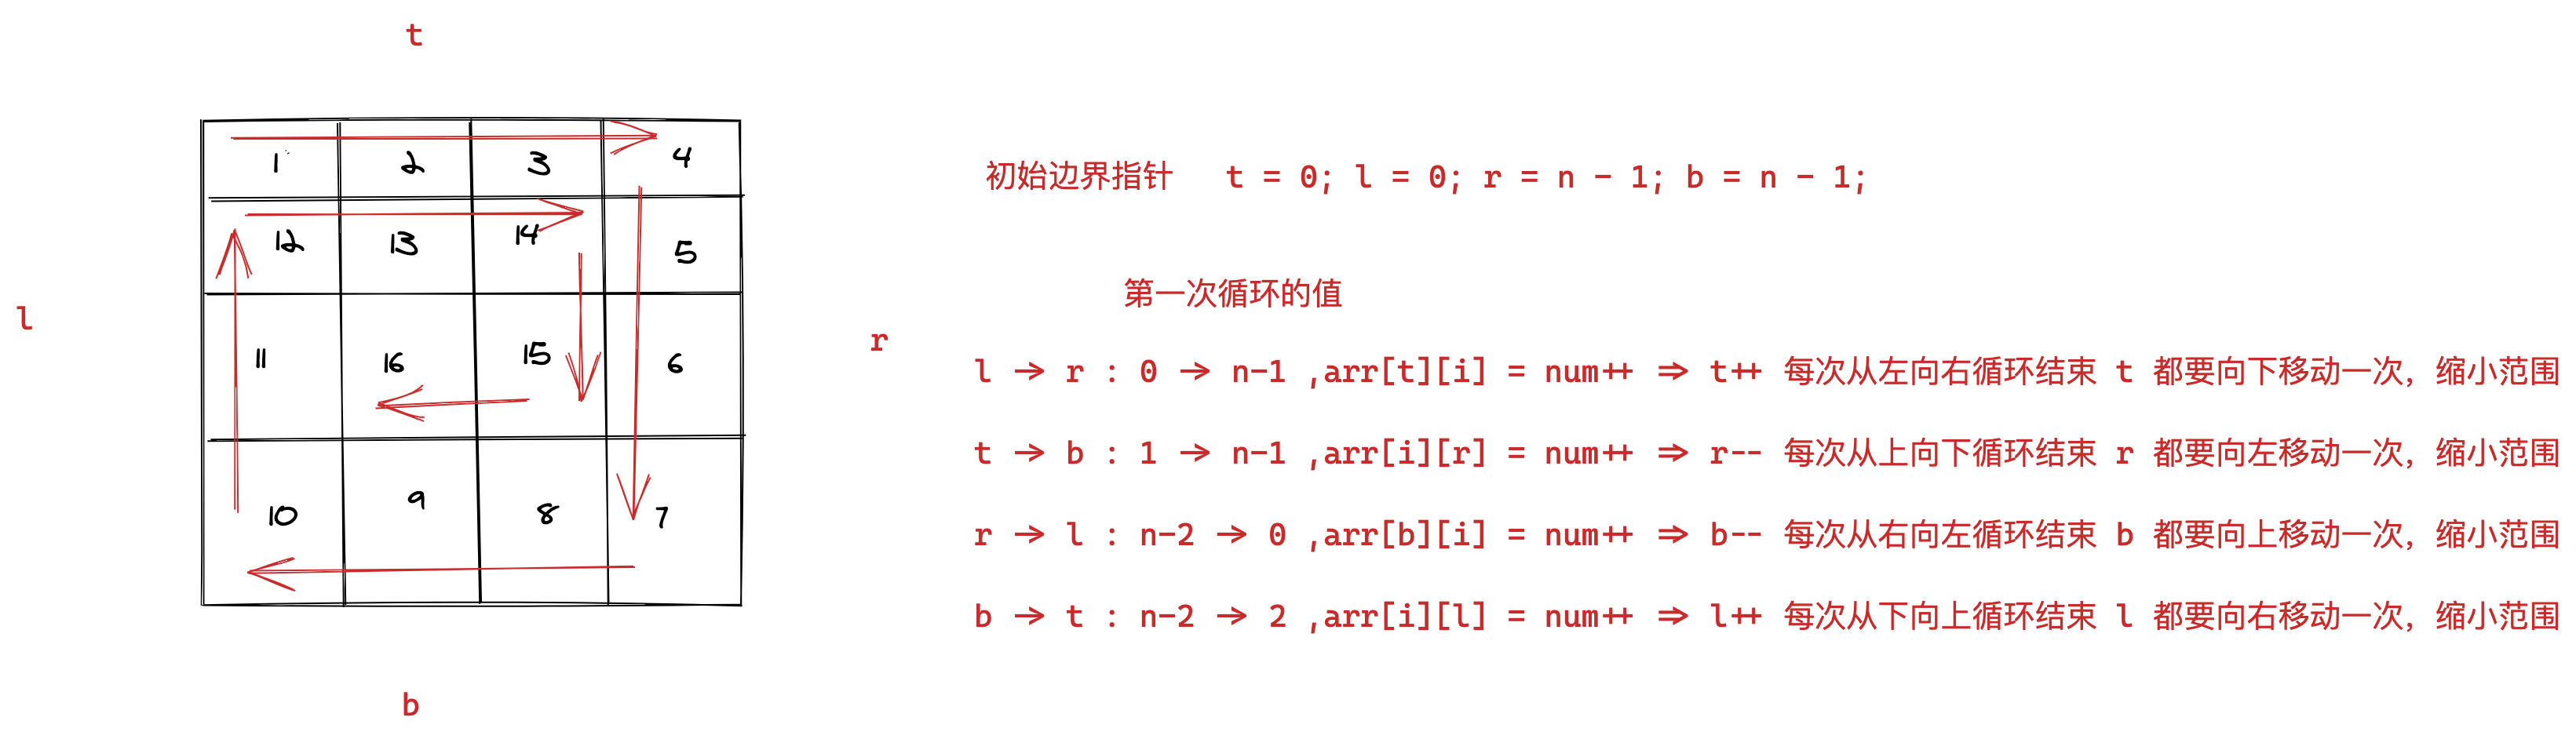 t
1 2 3 4
12 13 14 5
11 16 15 6
10 9 8 7
l
r
b
初始边界指针 t = 0; l = 0; r = n - 1; b = n - 1;
第一次循环的值
l -> r : 0 -> n-1 ,arr[t][i] = num++ => t++ 每次从左向右循环结束 t 都要向下移动一次，缩小范围
t -> b : 1 -> n-1 ,arr[i][r] = num++ => r-- 每次从上向下循环结束 r 都要向左移动一次，缩小范围
r -> l : n-2 -> 0 ,arr[b][i] = num++ => b-- 每次从右向左循环结束 b 都要向上移动一次，缩小范围
b -> t : n-2 -> 2 ,arr[i][l] = num++ => l++ 每次从下向上循环结束 l 都要向右移动一次，缩小范围